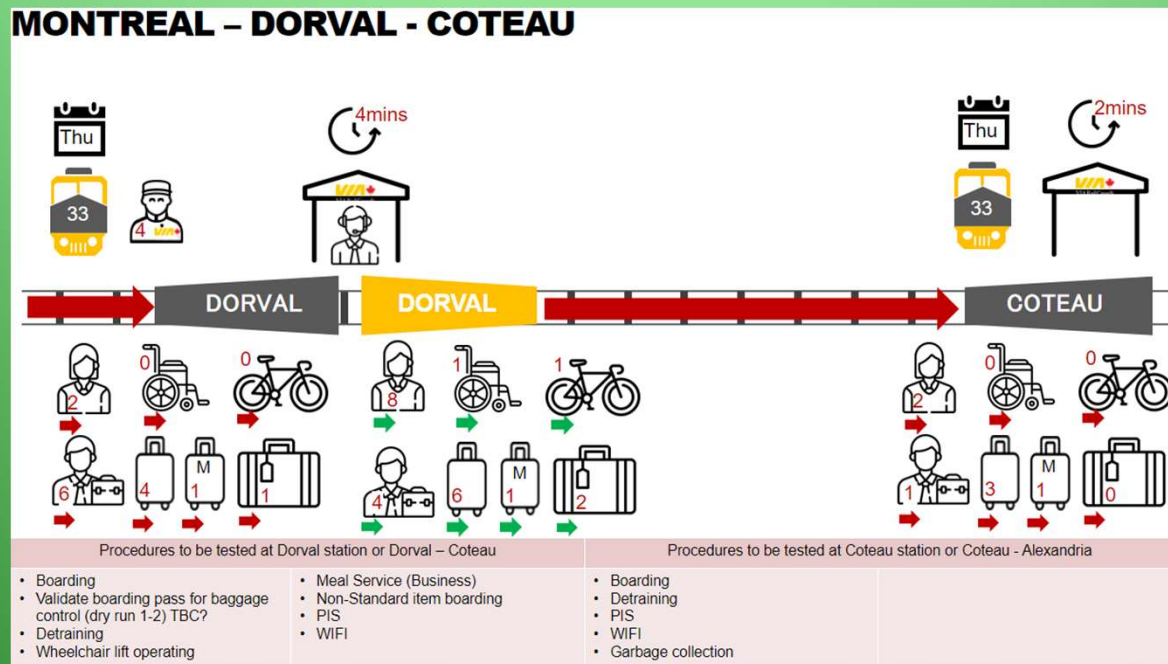 MONTREAL – DORVAL - COTEAU
Thu
4mins
Thu
2mins
33
4
VIA
VIA
33
VIA
DORVAL
DORVAL
COTEAU
2
0
0
8
1
1
2
0
0
6
4
M
1
1
4
6
M
1
2
1
3
M
1
0
Procedures to be tested at Dorval station or Dorval – Coteau
Procedures to be tested at Coteau station or Coteau - Alexandria
• Boarding
• Validate boarding pass for baggage
control (dry run 1-2) TBC?
• Detraining
• Wheelchair lift operating
• Meal Service (Business)
• Non-Standard item boarding
• PIS
• WIFI
• Boarding
• Detraining
• PIS
• WIFI
• Garbage collection